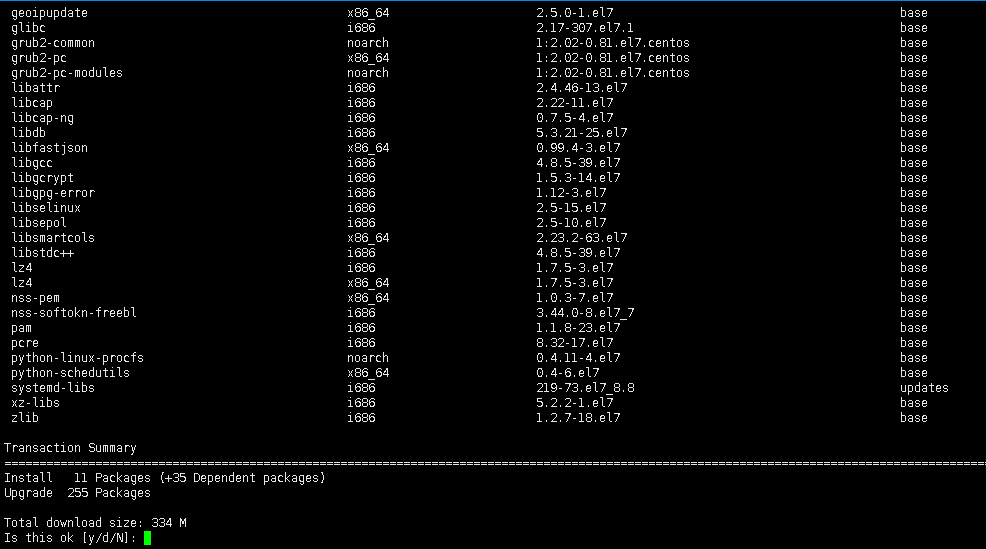 geoipupdate x86_64 2.5.0-1.el7 base
glibc i686 2.17-307.el7.1 base
grub2-common noarch 1:2.02-0.81.el7.centos base
grub2-pc x86_64 1:2.02-0.81.el7.centos base
grub2-pc-modules noarch 1:2.02-0.81.el7.centos base
libattr i686 2.4.46-13.el7 base
libcap i686 2.22-11.el7 base
libcap-ng i686 0.7.5-4.el7 base
libdb i686 5.3.21-25.el7 base
libfastjson x86_64 0.99.4-3.el7 base
libgcc i686 4.8.5-39.el7 base
libgcrypt i686 1.5.3-14.el7 base
libgpg-error i686 1.12-3.el7 base
libselinux i686 2.5-15.el7 base
libsepol i686 2.5-10.el7 base
libsmartcols x86_64 2.23.2-63.el7 base
libstdc++ i686 4.8.5-39.el7 base
lz4 i686 1.7.5-3.el7 base
lz4 x86_64 1.7.5-3.el7 base
nss-pem x86_64 1.0.3-7.el7 base
nss-softokn-freebl i686 3.44.0-8.el7_7 base
pam i686 1.1.8-23.el7 base
pcre i686 8.32-17.el7 base
python-linux-procfs noarch 0.4.11-4.el7 base
python-schedutils x86_64 0.4-6.el7 base
systemd-libs i686 219-73.el7_8.8 updates
xz-libs i686 5.2.2-1.el7 base
zlib i686 1.2.7-18.el7 base
Transaction Summary
================================================================================
Install 11 Packages (+35 Dependent packages)
Upgrade 255 Packages
Total download size: 334 M
Is this ok [y/d/N]: